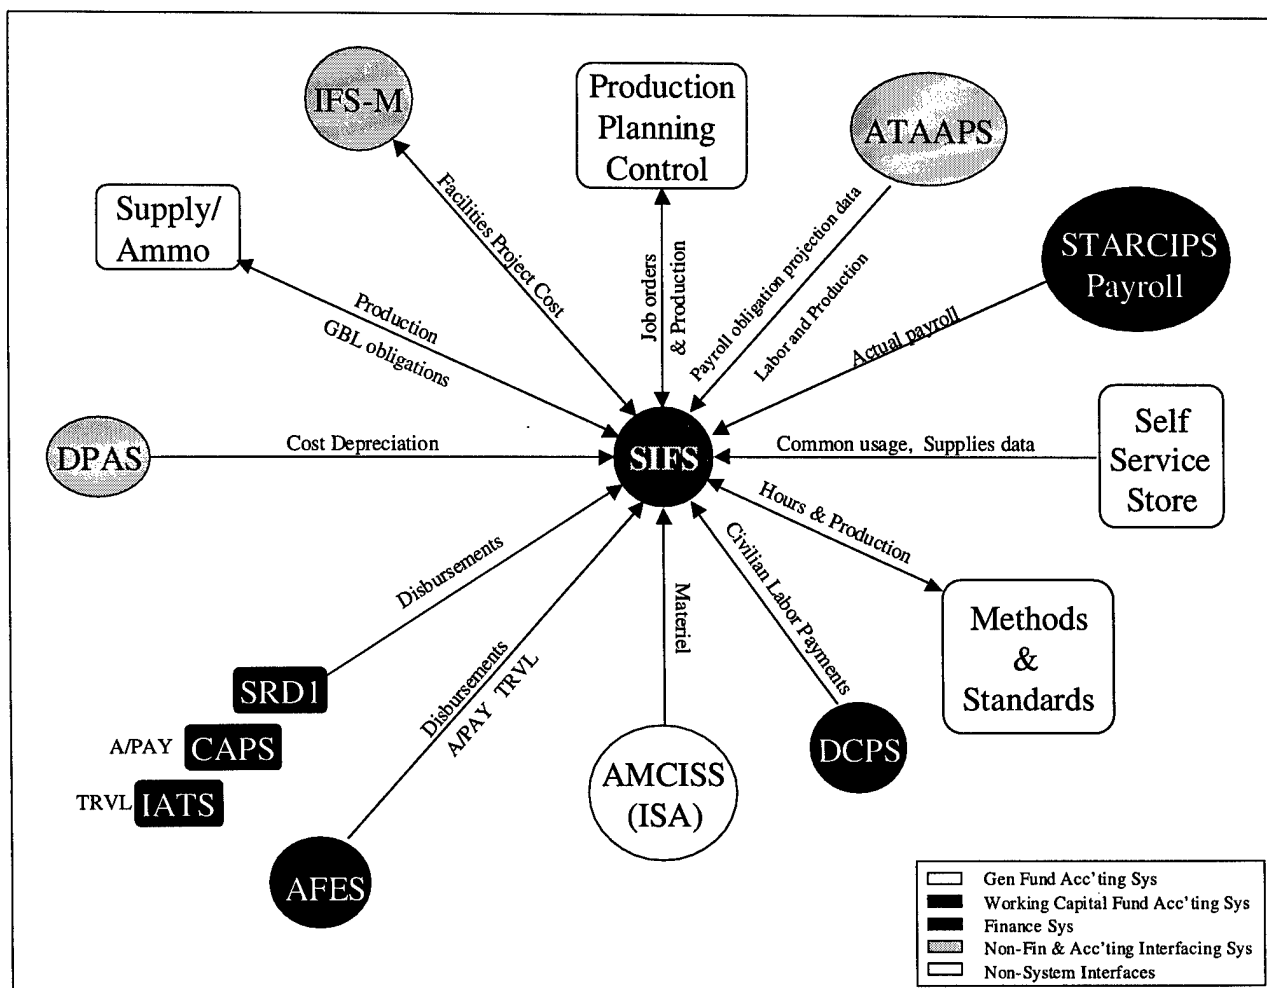 IFS-M
Production
Planning
Control
ATAAPS
Supply/
Ammo
STARCIPS
Payroll
Facilities Project Cost
Job orders
& Production
Payroll obligation projection data
Labor and Production
Actual payroll
Production
GBL obligations
DPAS
Cost Depreciation
SIFS
Common usage, Supplies data
Self
Service
Store
Hours & Production
Disbursements
Disbursements
A/PAY TRVL
Materiel
Civilian Labor Payments
Methods
&
Standards
SRD1
A/PAY CAPS
TRVL IATS
AFES
AMCISS
(ISA)
DCPS
Gen Fund Acc'ting Sys
Working Capital Fund Acc'ting Sys
Finance Sys
Non-Fin & Acc'ting Interfacing Sys
Non-System Interfaces